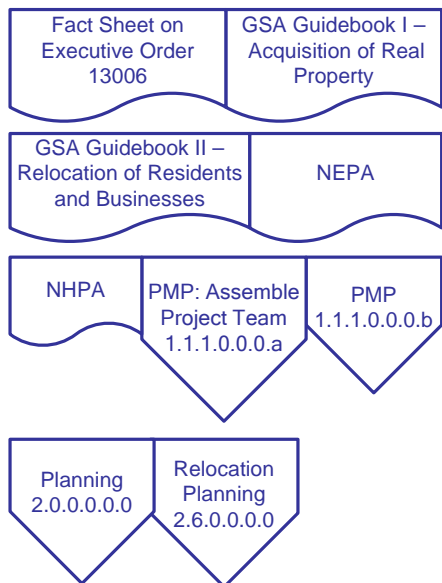 Fact Sheet on
Executive Order
13006
GSA Guidebook I –
Acquisition of Real
Property
GSA Guidebook II –
Relocation of Residents
and Businesses
NEPA
NHPA
PMP: Assemble
Project Team
1.1.1.0.0.0.a
PMP
1.1.1.0.0.0.b
Planning
2.0.0.0.0.0
Relocation
Planning
2.6.0.0.0.0